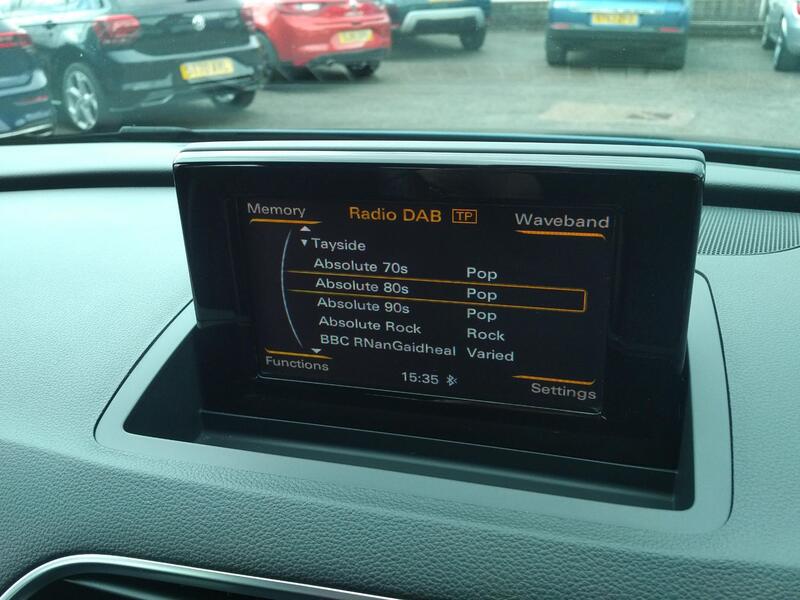 Memory Radio DAB TP Waveband
Tayside
Absolute 70s Pop
Absolute 80s Pop
Absolute 90s Pop
Absolute Rock Rock
BBC RNanGaidheal Varied
Functions 15:35 Settings